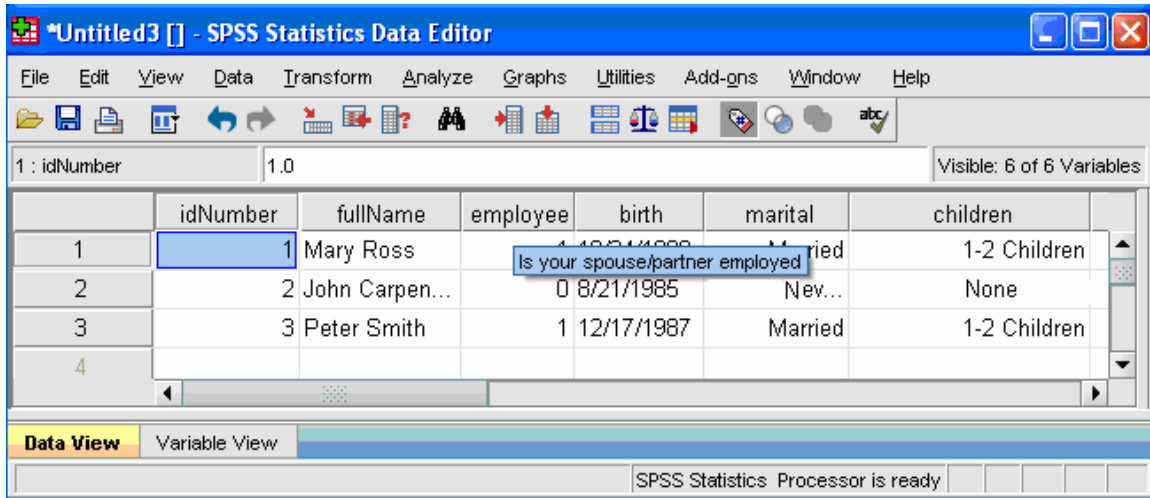 *Untitled3 [] - SPSS Statistics Data Editor
File Edit View Data Transform Analyze Graphs Utilities Add-ons Window Help
abc
1 : idNumber 1.0 Visible: 6 of 6 Variables
idNumber fullName employee birth marital children
1 1 Mary Ross 1-2 Children
Is your spouse/partner employed
2 2 John Carpen... 0 8/21/1985 Nev... None
3 3 Peter Smith 1 12/17/1987 Married 1-2 Children
4
Data View Variable View
SPSS Statistics Processor is ready